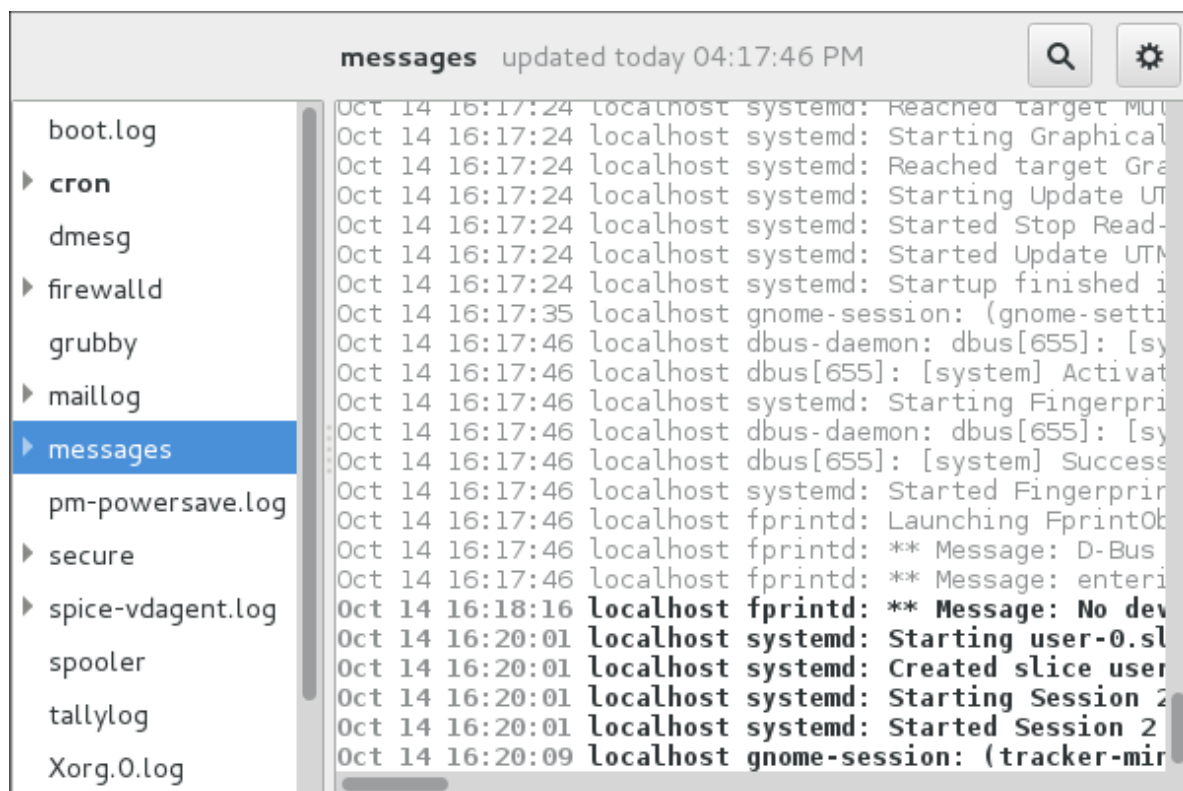 messages updated today 04:17:46 PM
boot.log
cron
dmesg
firewalld
grubby
maillog
messages
pm-powersave.log
secure
spice-vdagent.log
spooler
tallylog
Xorg.0.log
Oct 14 16:17:24 localhost systemd: Reached target Mul
Oct 14 16:17:24 localhost systemd: Starting Graphical
Oct 14 16:17:24 localhost systemd: Reached target Gra
Oct 14 16:17:24 localhost systemd: Starting Update UT
Oct 14 16:17:24 localhost systemd: Started Stop Read-
Oct 14 16:17:24 localhost systemd: Started Update UTM
Oct 14 16:17:24 localhost systemd: Startup finished i
Oct 14 16:17:35 localhost gnome-session: (gnome-setti
Oct 14 16:17:46 localhost dbus-daemon: dbus[655]: [sy
Oct 14 16:17:46 localhost dbus[655]: [system] Activat
Oct 14 16:17:46 localhost systemd: Starting Fingerpri
Oct 14 16:17:46 localhost dbus-daemon: dbus[655]: [sy
Oct 14 16:17:46 localhost dbus[655]: [system] Success
Oct 14 16:17:46 localhost systemd: Started Fingerprin
Oct 14 16:17:46 localhost fprintd: Launching FprintOb
Oct 14 16:17:46 localhost fprintd: ** Message: D-Bus
Oct 14 16:17:46 localhost fprintd: ** Message: enteri
Oct 14 16:18:16 localhost fprintd: ** Message: No dev
Oct 14 16:20:01 localhost systemd: Starting user-0.sl
Oct 14 16:20:01 localhost systemd: Created slice user
Oct 14 16:20:01 localhost systemd: Starting Session 2
Oct 14 16:20:01 localhost systemd: Started Session 2
Oct 14 16:20:09 localhost gnome-session: (tracker-min